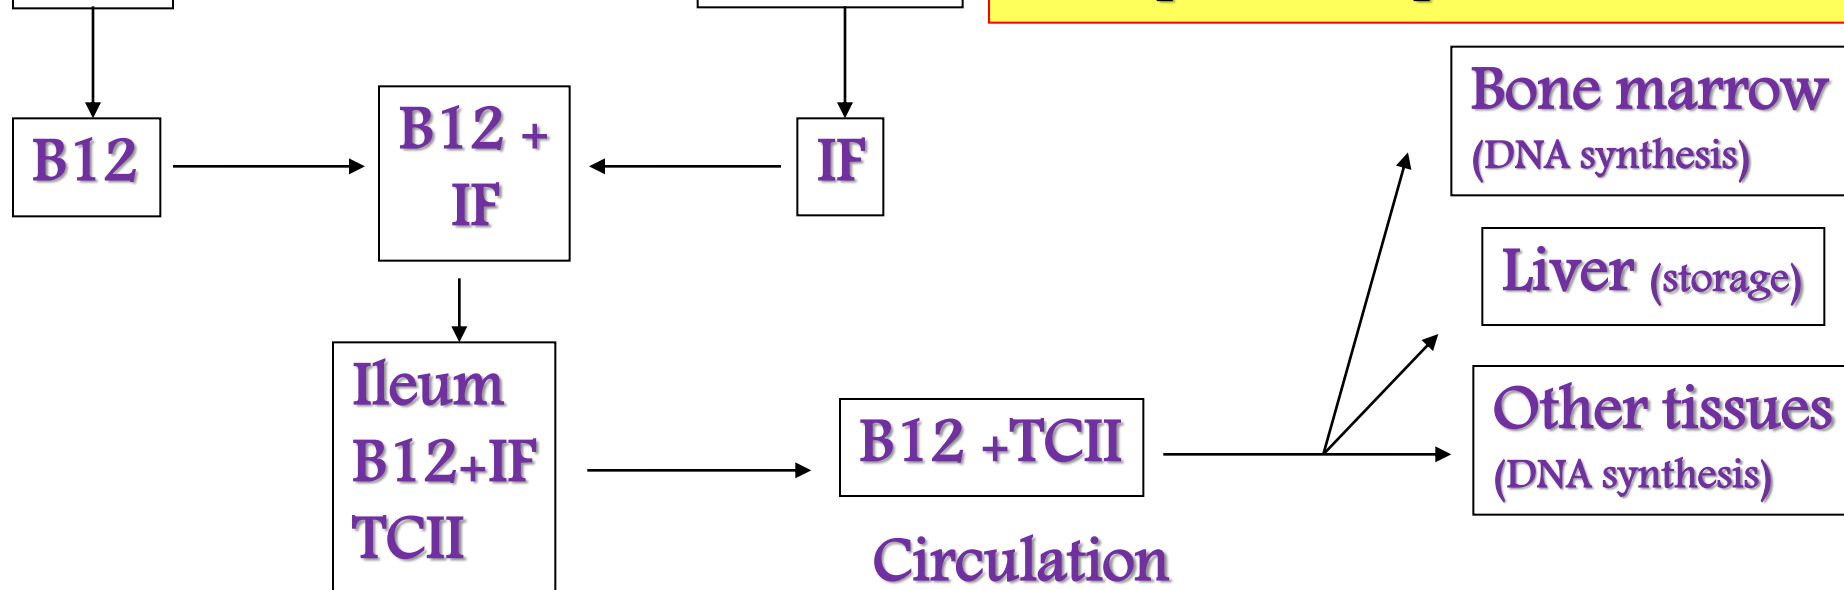 B12
B12 +
IF
IF
Bone marrow
(DNA synthesis)
Liver (storage)
Ileum
B12+IF
TCII
B12 +TCII
Other tissues
(DNA synthesis)
Circulation